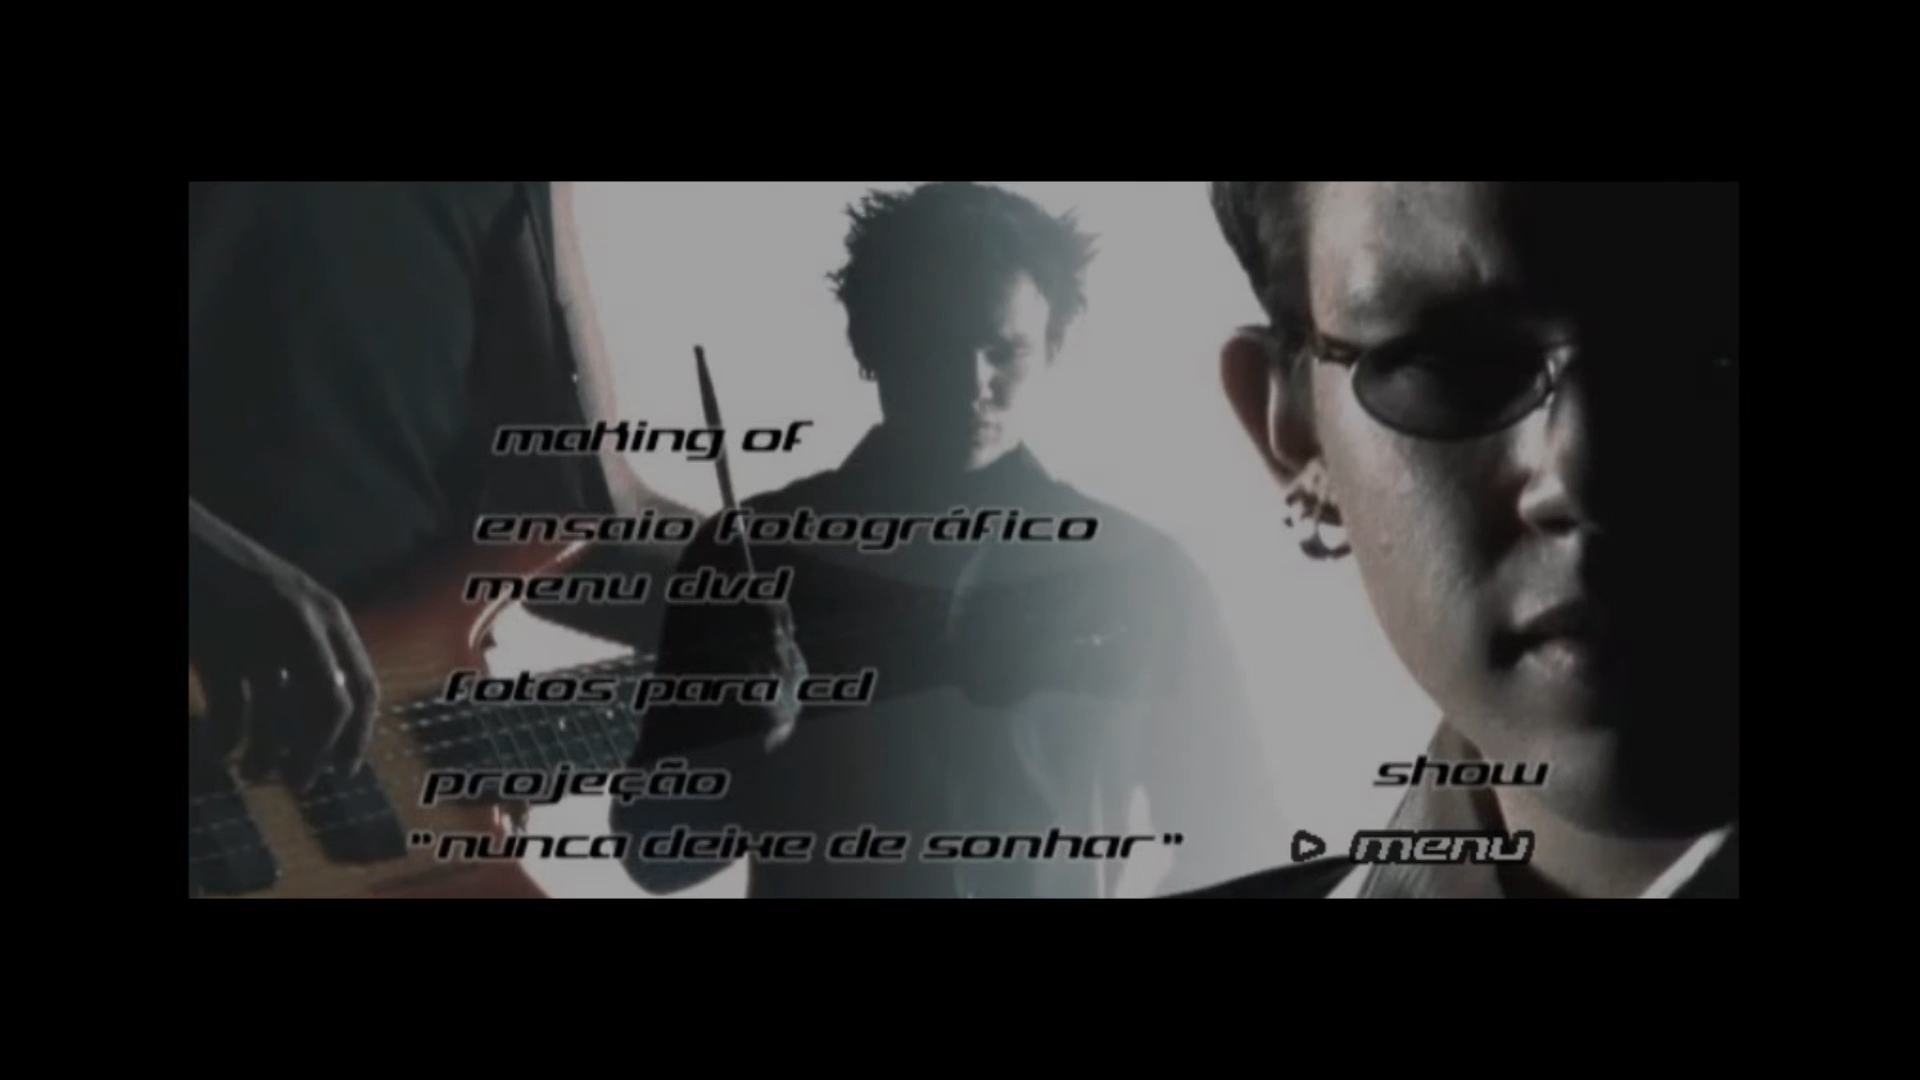 making of
ensaio fotográfico
menu dvd
fotos para cd
projeção
"nunca deixe de sonhar"
show
menu